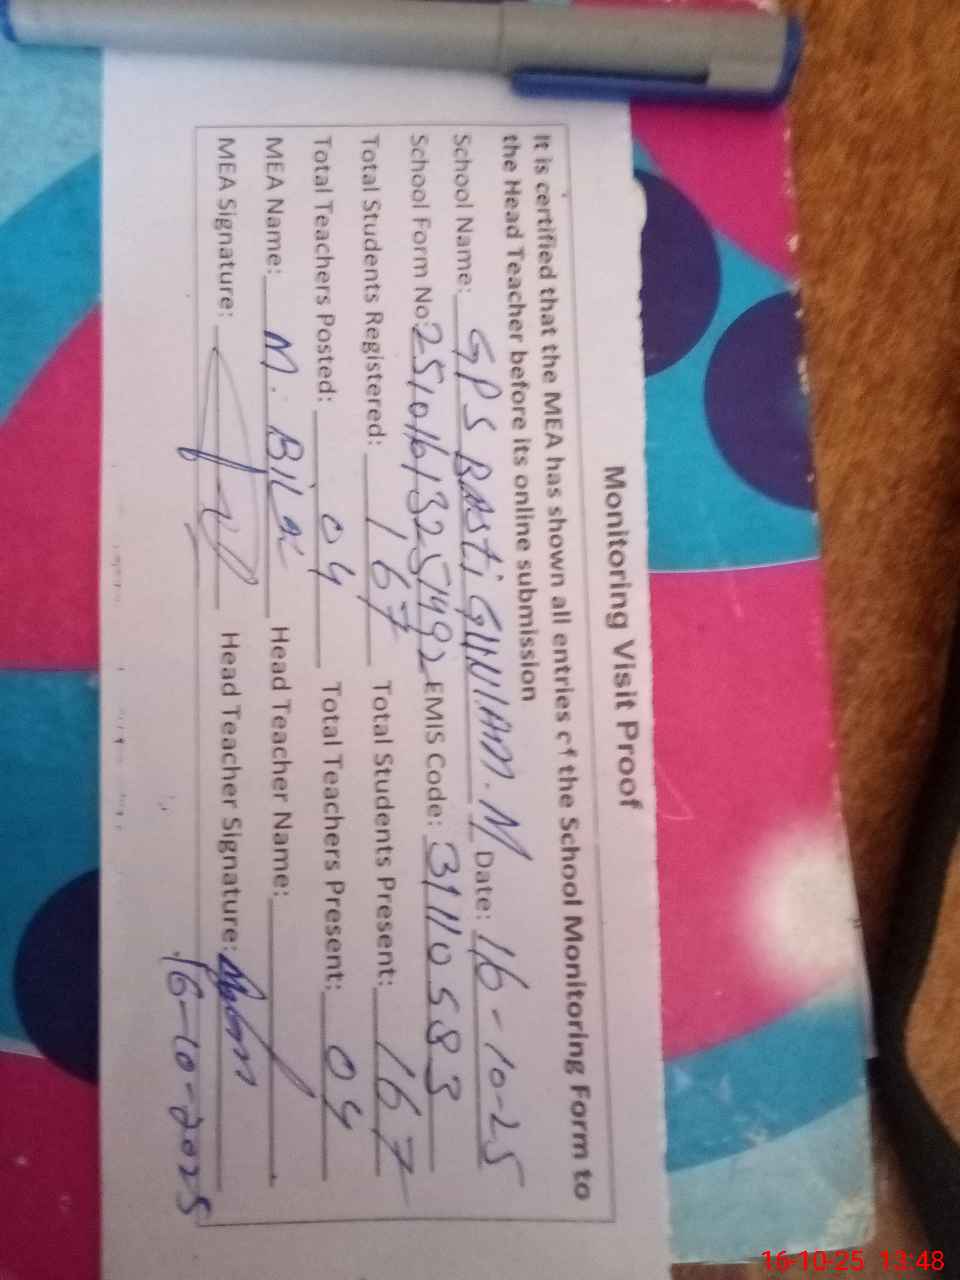 Monitoring Visit Proof
It is certified that the MEA has shown all entries of the School Monitoring Form to
the Head Teacher before its online submission
School Name: GPS Basti GHULAM. M Date: 16-10-25
School Form No: 25101613251492 EMIS Code: 31110583
Total Students Registered: 167 Total Students Present: 167
Total Teachers Posted: 04 Total Teachers Present: 04
MEA Name: M. Bilal Head Teacher Name:
MEA Signature: Head Teacher Signature:
16-10-2025
16-10-25 13:48